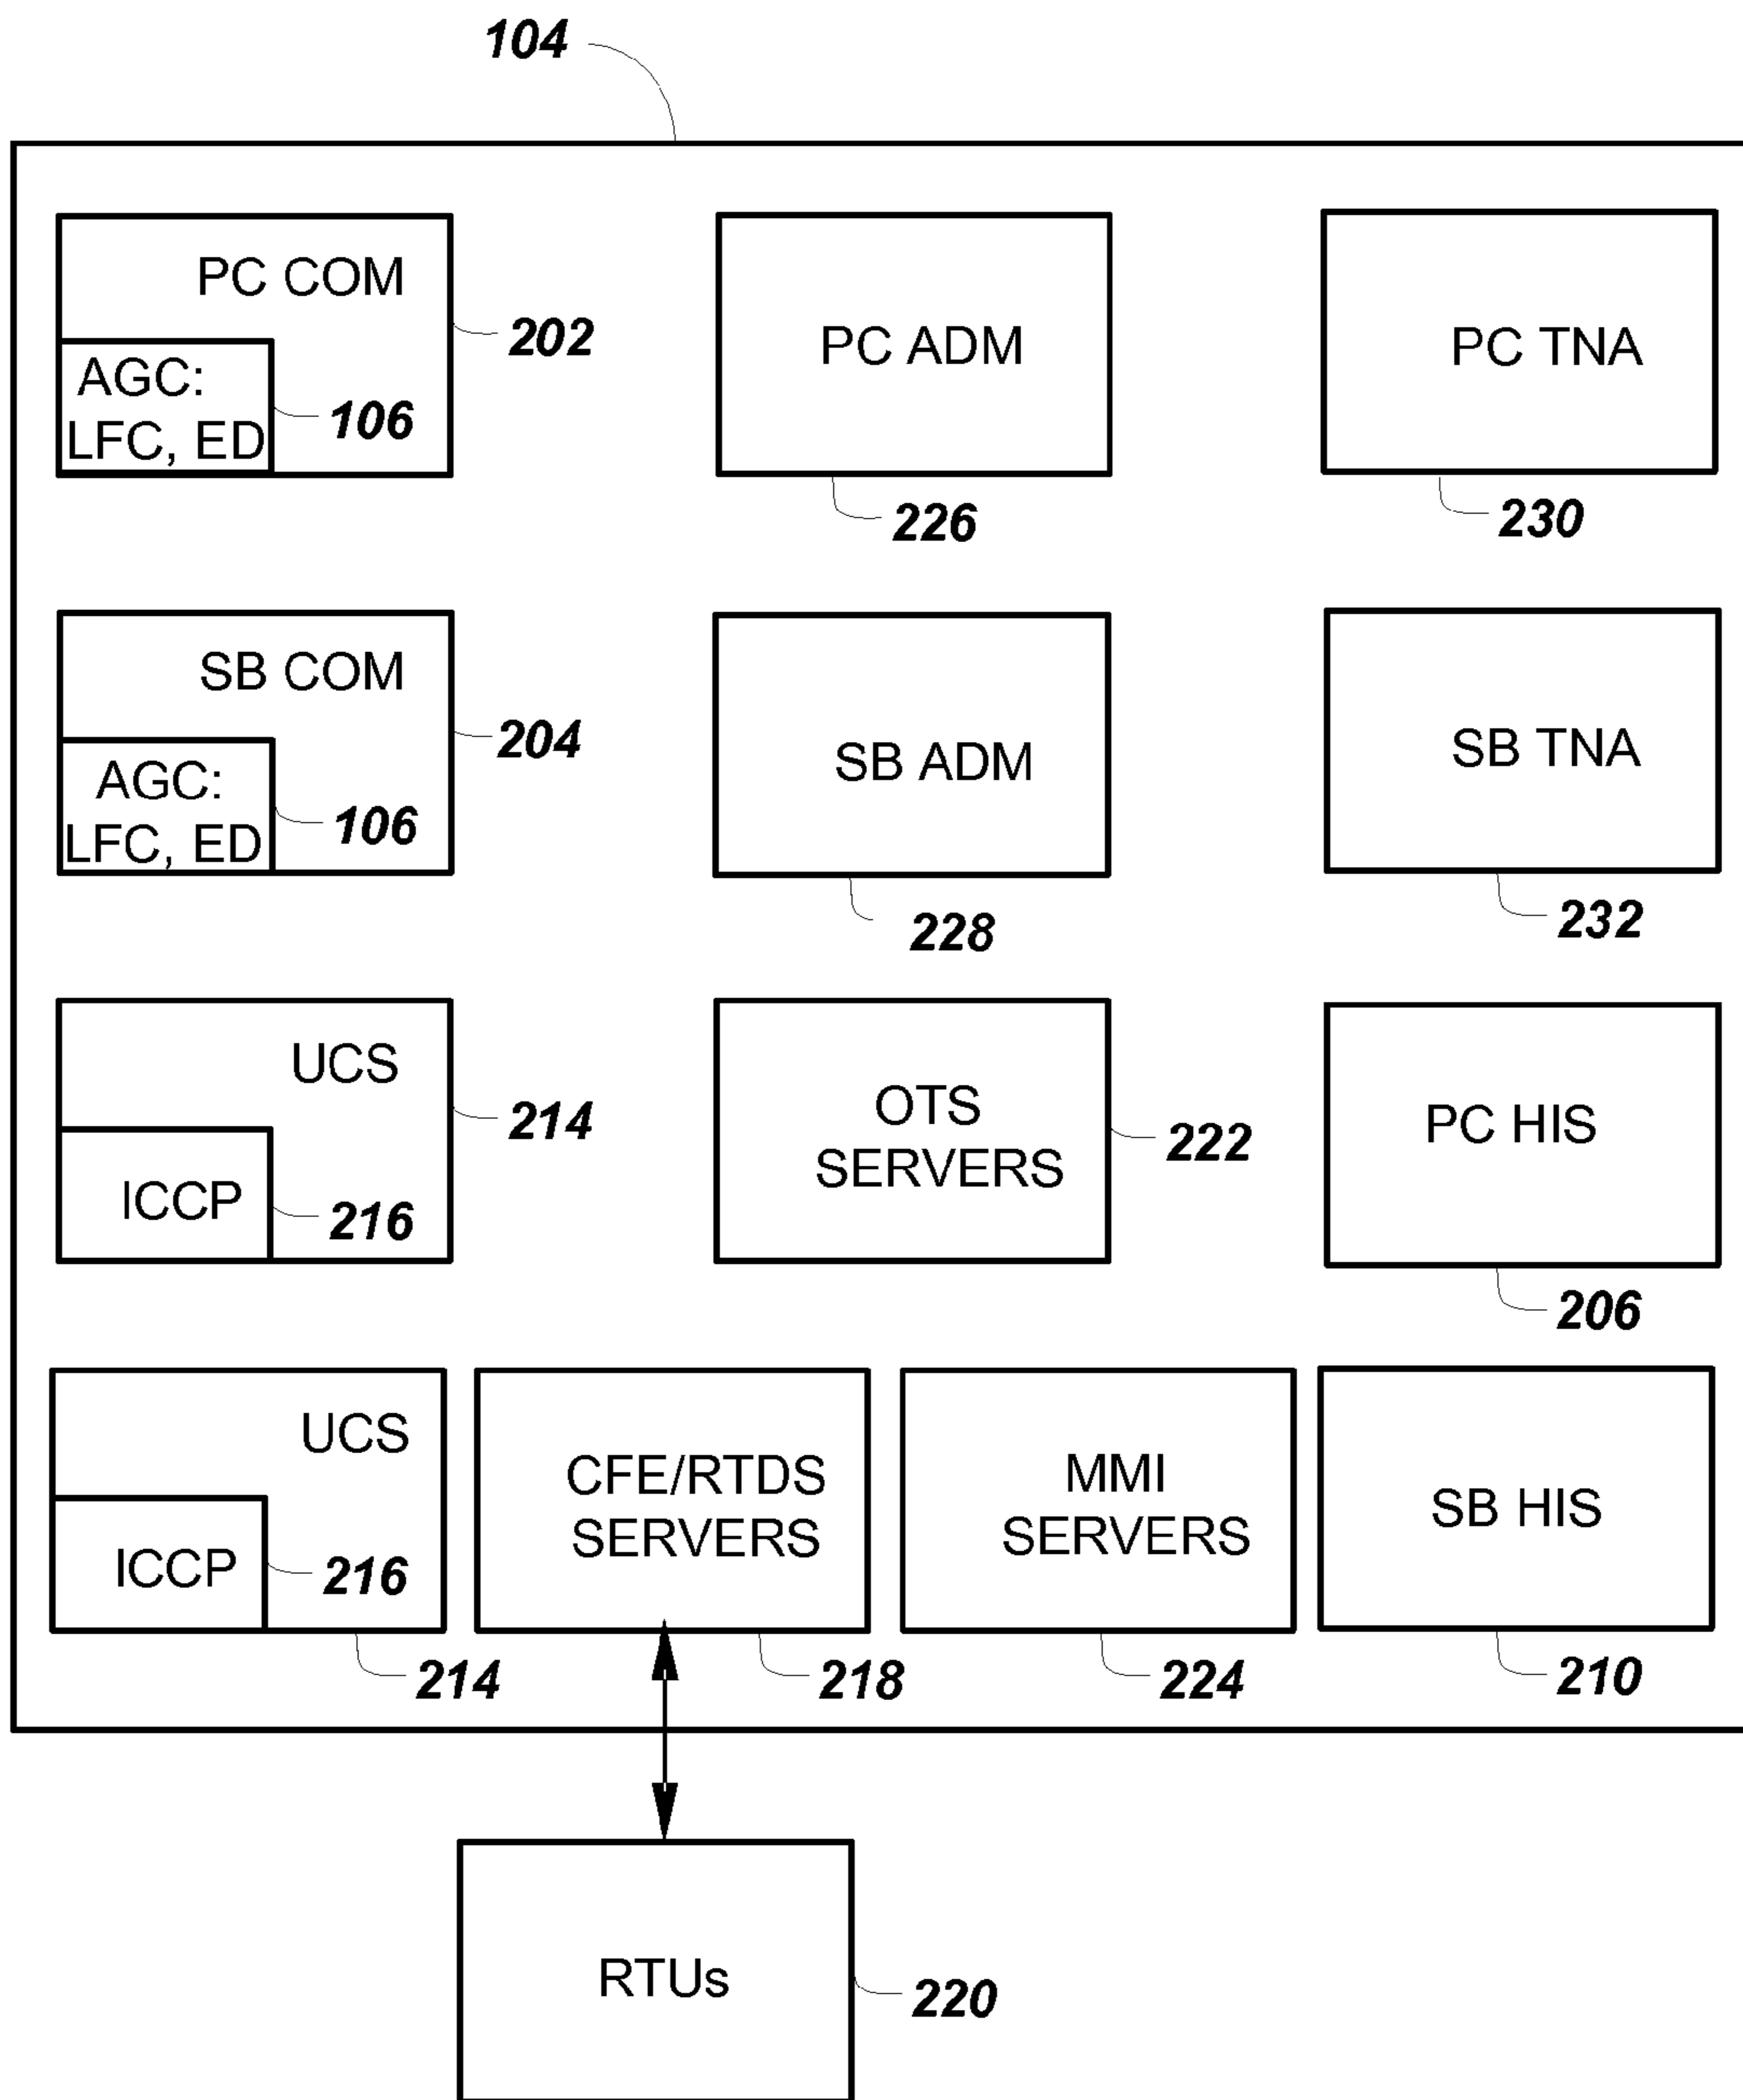 104
PC COM
AGC:
LFC, ED
106
202
PC ADM
226
PC TNA
230
SB COM
AGC:
LFC, ED
106
204
SB ADM
228
SB TNA
232
UCS
ICCP
216
214
OTS
SERVERS
222
PC HIS
206
UCS
ICCP
216
214
CFE/RTDS
SERVERS
218
MMI
SERVERS
224
SB HIS
210
RTUs
220